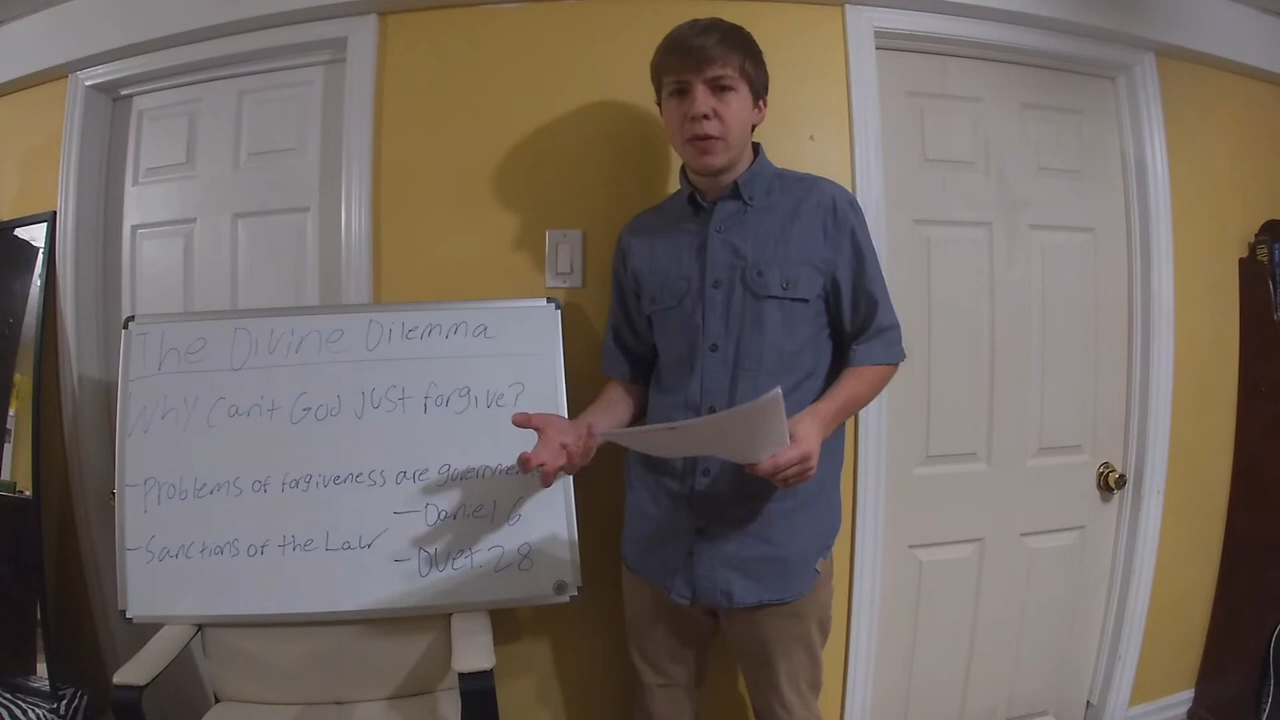 The Divine Dilemma
Why can't God just forgive?
-Problems of forgiveness are
-Daniel 6
-Sanctions of the Law
-Duet. 28